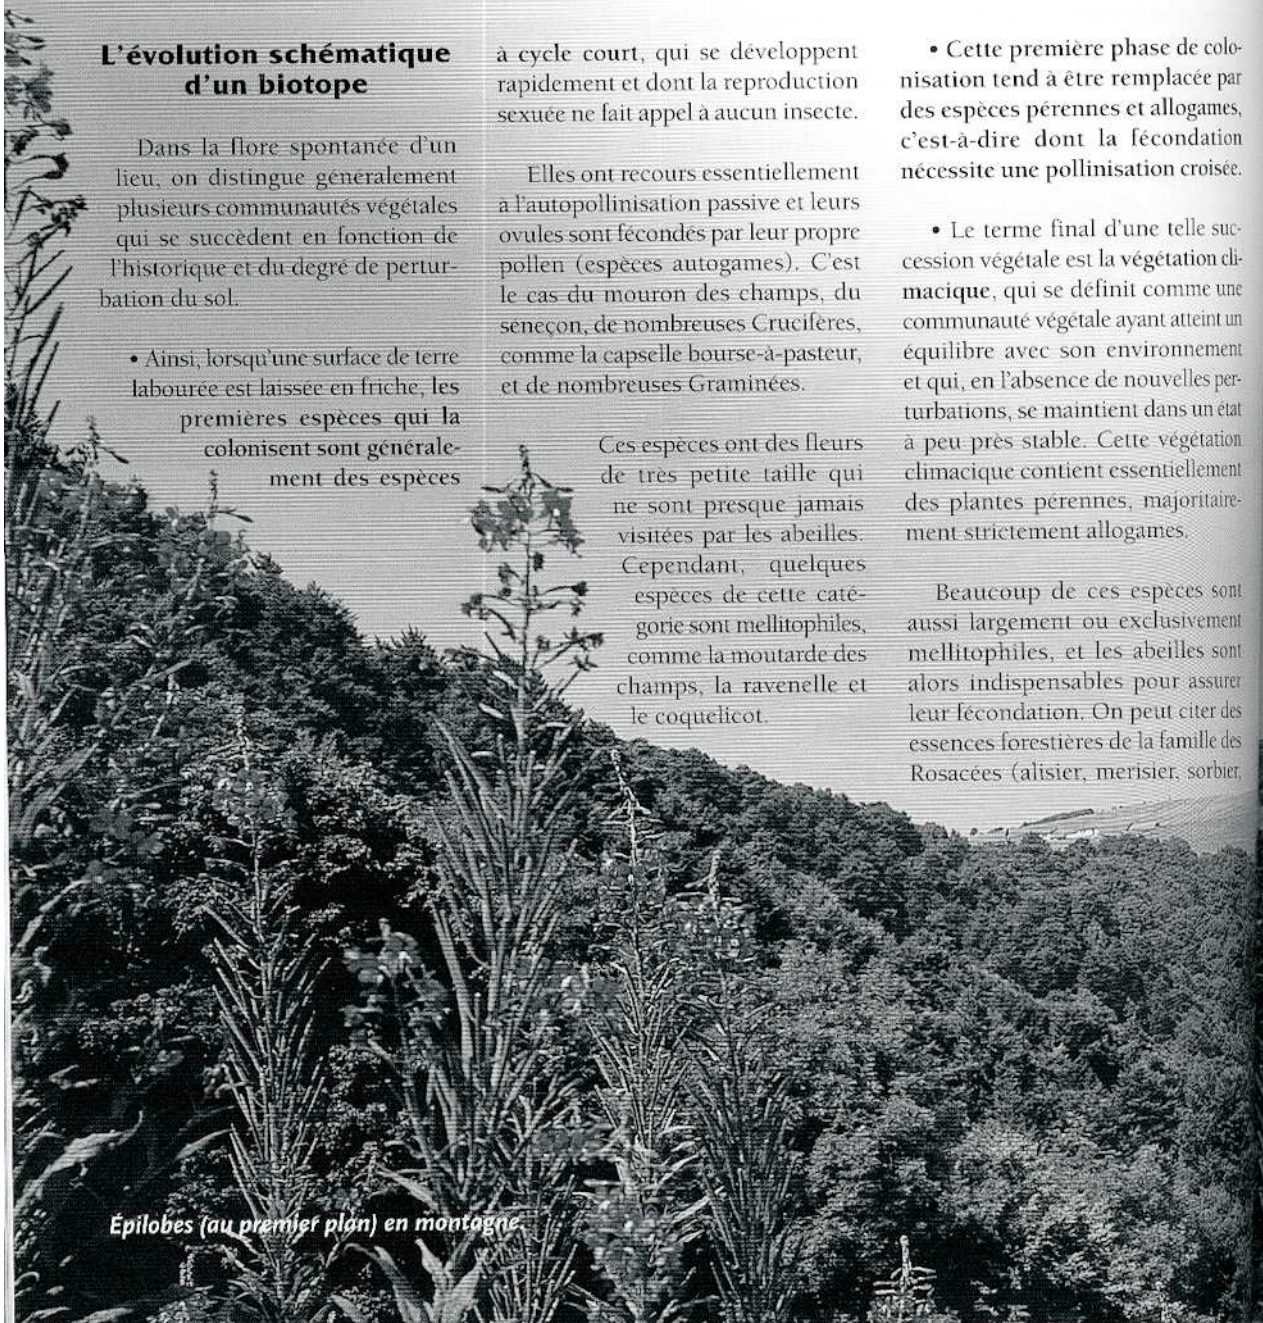 L'évolution schématique
d'un biotope
Dans la flore spontanée d'un
lieu, on distingue généralement
plusieurs communautés végétales
qui se succèdent en fonction de
l'historique et du degré de pertur-
bation du sol.
• Ainsi, lorsqu'une surface de terre
labourée est laissée en friche, les
premières espèces qui la
colonisent sont générale-
ment des espèces
à cycle court, qui se développent
rapidement et dont la reproduction
sexuée ne fait appel à aucun insecte.
Elles ont recours essentiellement
à l'autopollinisation passive et leurs
ovules sont fécondés par leur propre
pollen (espèces autogames). C'est
le cas du mouron des champs, du
séneçon, de nombreuses Crucifères,
comme la capselle bourse-à-pasteur,
et de nombreuses Graminées.
Ces espèces ont des fleurs
de très petite taille qui
ne sont presque jamais
visitées par les abeilles.
Cependant, quelques
espèces de cette caté-
gorie sont mellitophiles,
comme la moutarde des
champs, la ravenelle et
le coquelicot.
• Cette première phase de colo-
nisation tend à être remplacée par
des espèces pérennes et allogames,
c'est-à-dire dont la fécondation
nécessite une pollinisation croisée.
• Le terme final d'une telle suc-
cession végétale est la végétation cli-
macique, qui se définit comme une
communauté végétale ayant atteint un
équilibre avec son environnement
et qui, en l'absence de nouvelles per-
turbations, se maintient dans un état
à peu près stable. Cette végétation
climacique contient essentiellement
des plantes pérennes, majoritaire-
ment strictement allogames.
Beaucoup de ces espèces sont
aussi largement ou exclusivement
mellitophiles, et les abeilles sont
alors indispensables pour assurer
leur fécondation. On peut citer des
essences forestières de la famille des
Rosacées (alisier, merisier, sorbier,
Épilobes (au premier plan) en montagne.